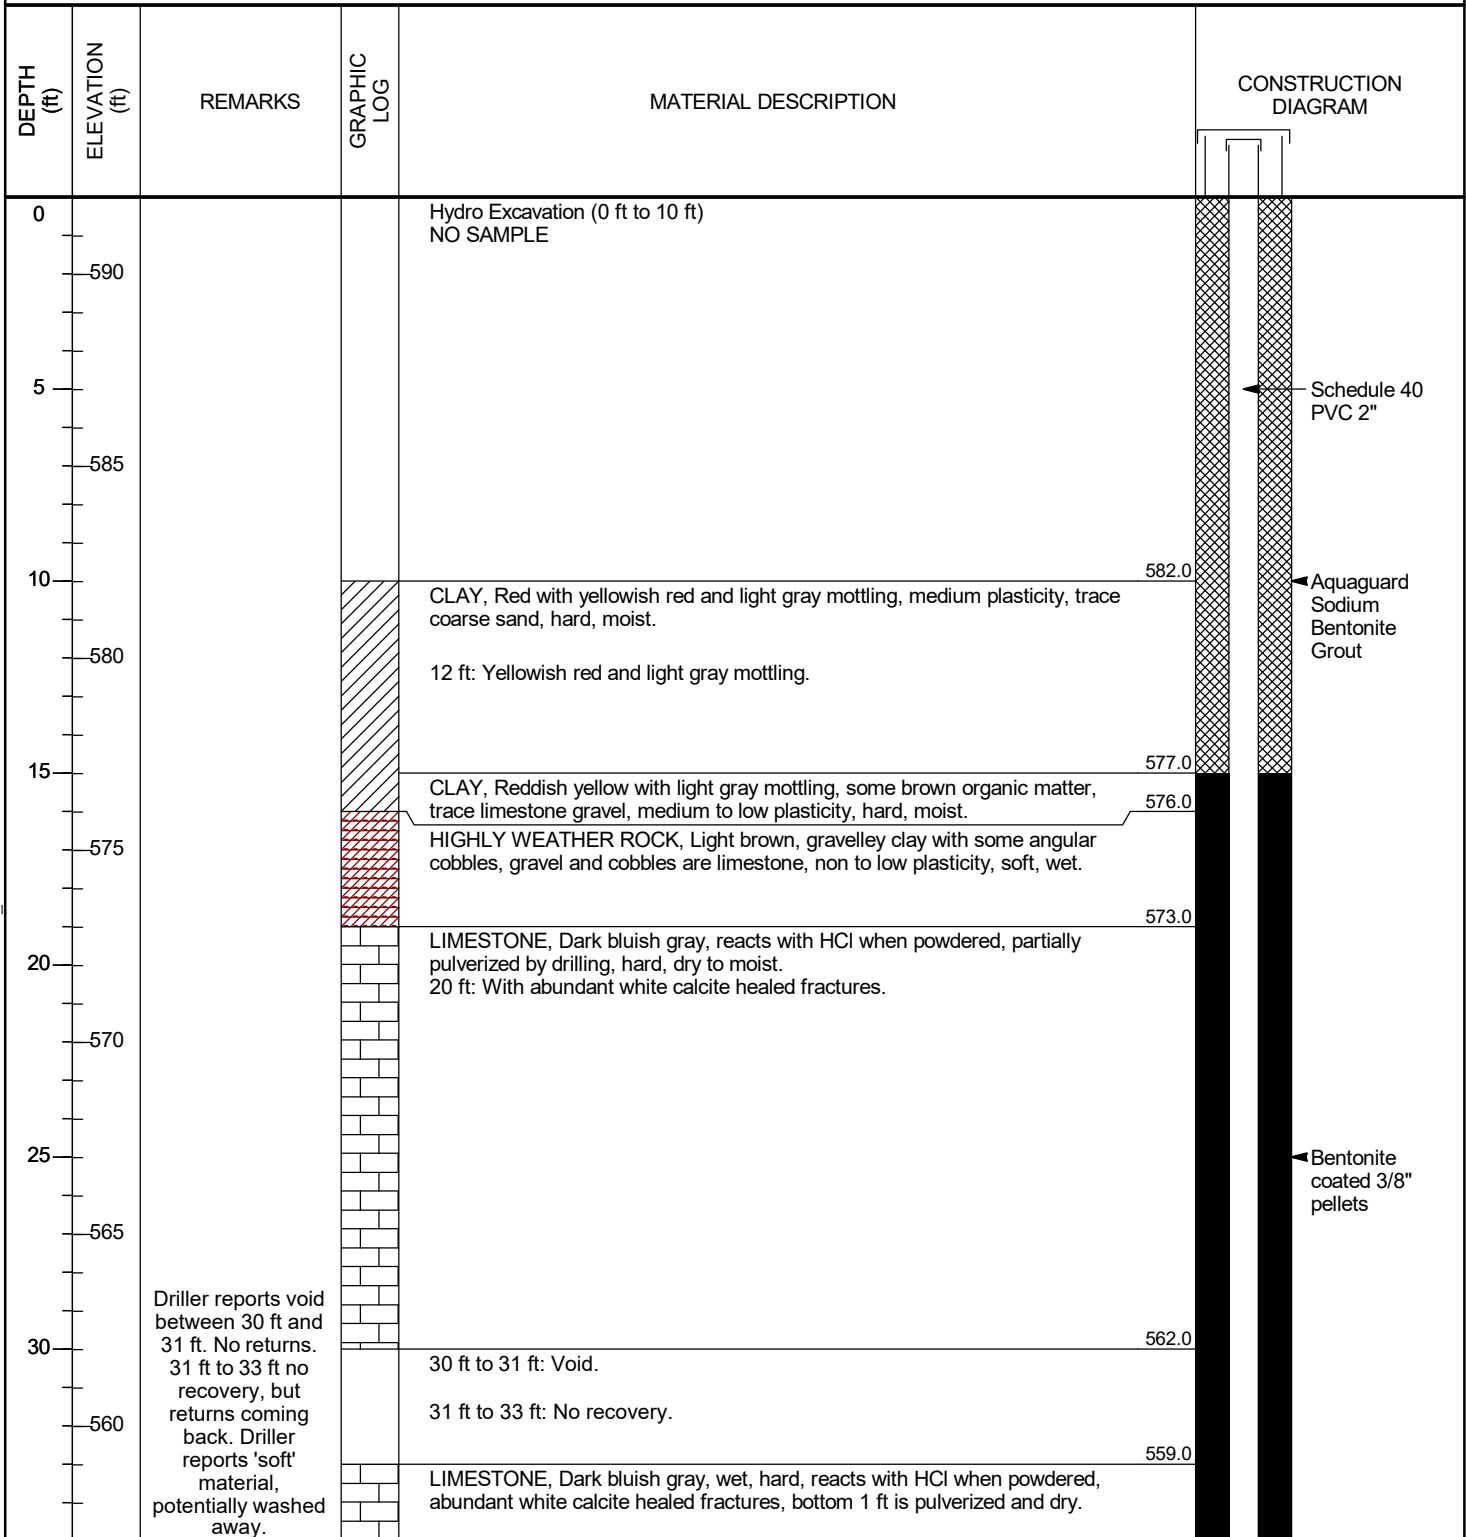 DEPTH
(ft)
ELEVATION
(ft)
REMARKS
GRAPHIC
LOG
MATERIAL DESCRIPTION
CONSTRUCTION
DIAGRAM
0
Hydro Excavation (0 ft to 10 ft)
NO SAMPLE
590
5
Schedule 40
PVC 2"
585
582.0
10
Aquaguard
Sodium
Bentonite
Grout
CLAY, Red with yellowish red and light gray mottling, medium plasticity, trace
coarse sand, hard, moist.
580
12 ft: Yellowish red and light gray mottling.
577.0
15
CLAY, Reddish yellow with light gray mottling, some brown organic matter,
trace limestone gravel, medium to low plasticity, hard, moist.
576.0
HIGHLY WEATHER ROCK, Light brown, gravelley clay with some angular
cobbles, gravel and cobbles are limestone, non to low plasticity, soft, wet.
575
573.0
LIMESTONE, Dark bluish gray, reacts with HCl when powdered, partially
pulverized by drilling, hard, dry to moist.
20
20 ft: With abundant white calcite healed fractures.
570
25
Bentonite
coated 3/8"
pellets
565
Driller reports void
between 30 ft and
31 ft. No returns.
31 ft to 33 ft no
recovery, but
returns coming
back. Driller
reports 'soft'
material,
potentially washed
away.
562.0
30
30 ft to 31 ft: Void.
31 ft to 33 ft: No recovery.
560
559.0
LIMESTONE, Dark bluish gray, wet, hard, reacts with HCl when powdered,
abundant white calcite healed fractures, bottom 1 ft is pulverized and dry.